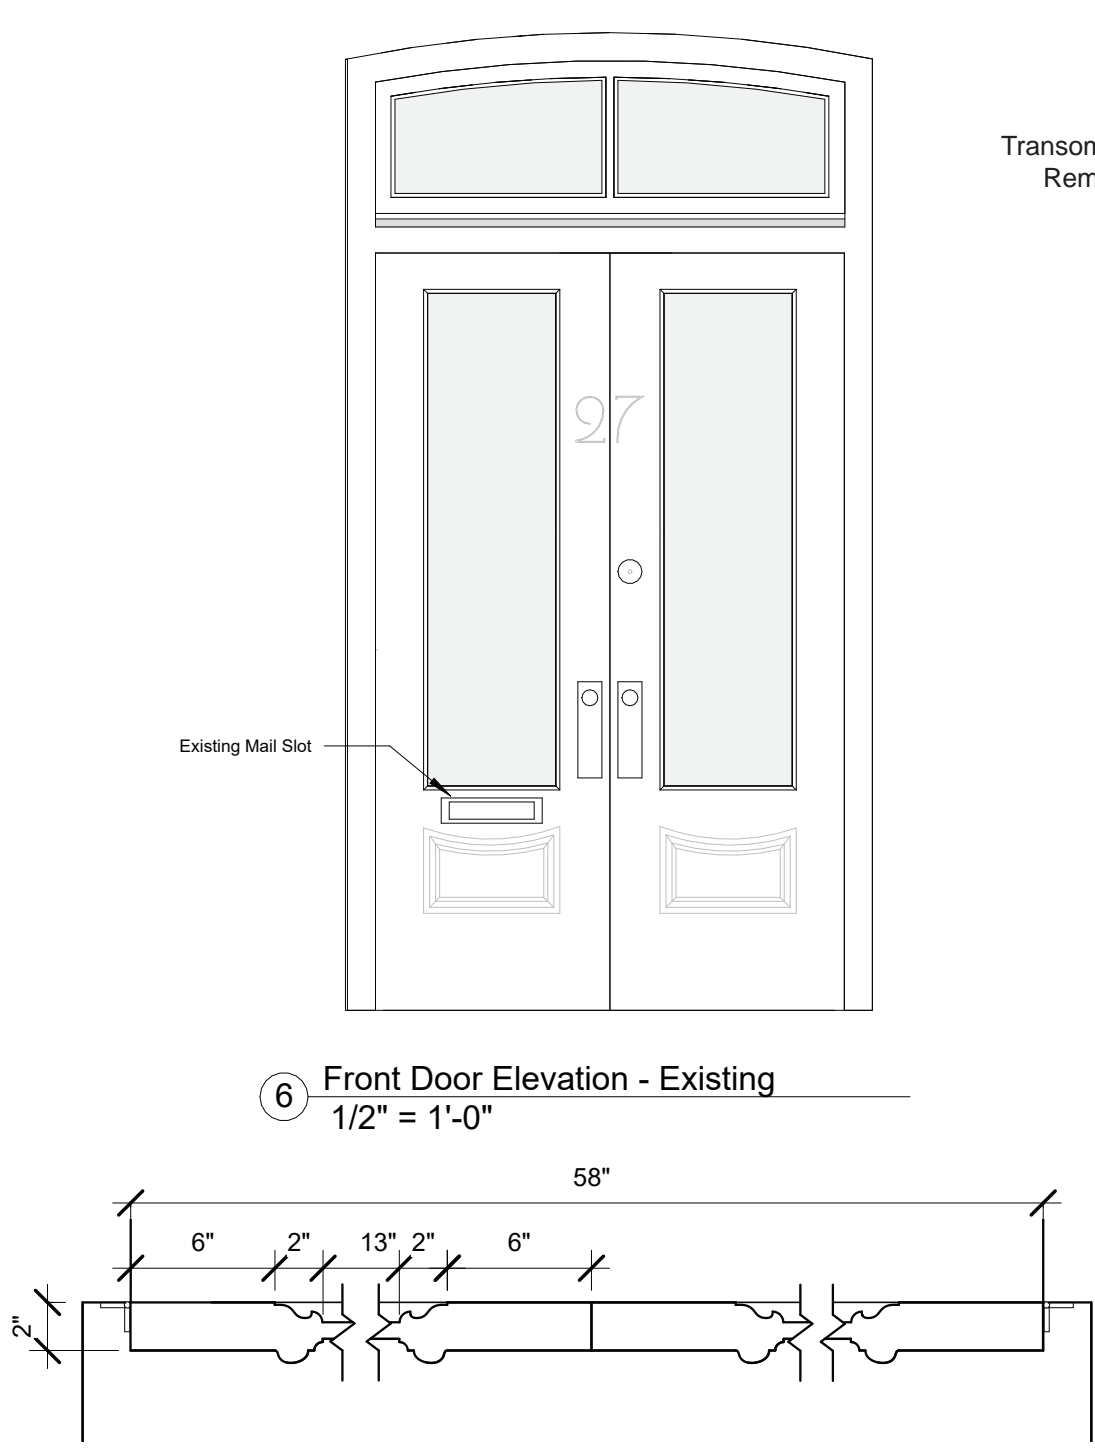 Transom
Rem
27
Existing Mail Slot
6
Front Door Elevation - Existing
1/2" = 1'-0"
58"
6" 2" 13" 2" 6"
2"